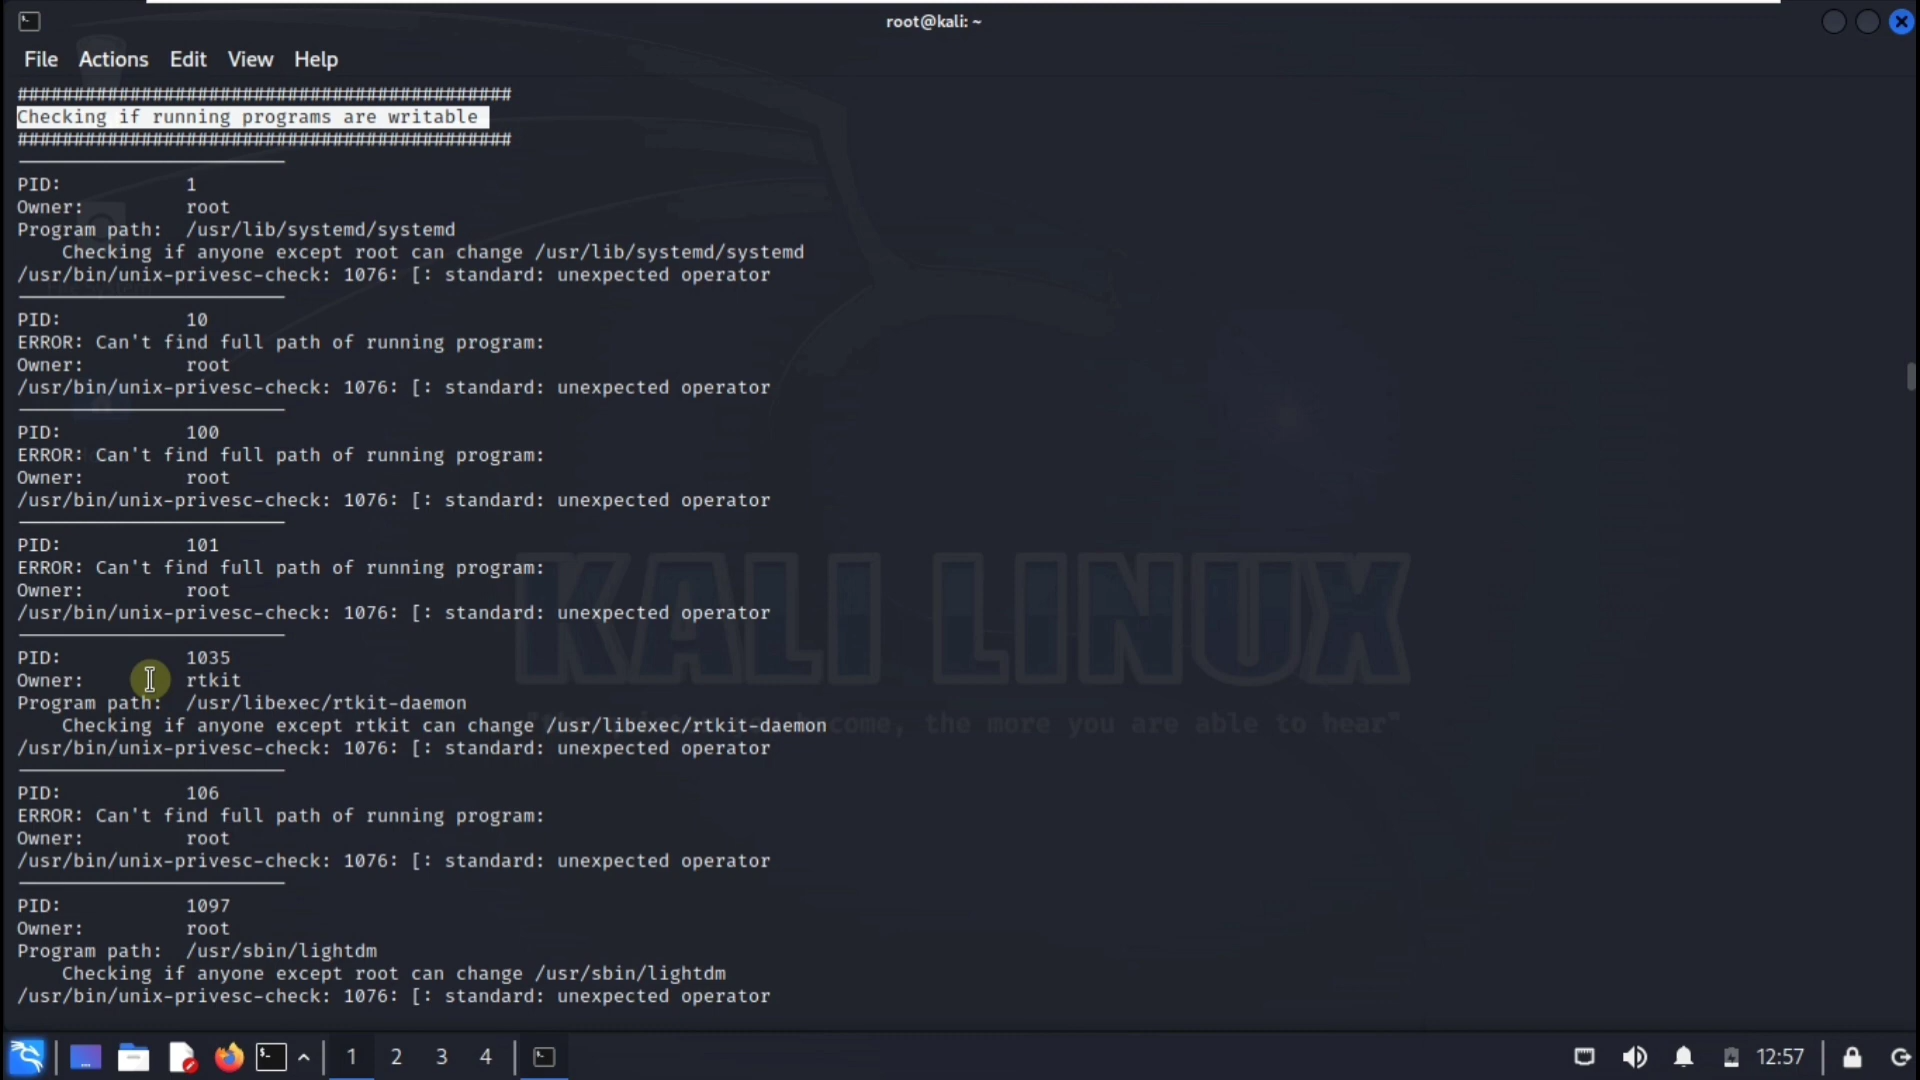 root@kali: ~
File Actions Edit View Help
############################################
Checking if running programs are writable
############################################
PID: 1
Owner: root
Program path: /usr/lib/systemd/systemd
Checking if anyone except root can change /usr/lib/systemd/systemd
/usr/bin/unix-privesc-check: 1076: [: standard: unexpected operator
PID: 10
ERROR: Can't find full path of running program:
Owner: root
/usr/bin/unix-privesc-check: 1076: [: standard: unexpected operator
PID: 100
ERROR: Can't find full path of running program:
Owner: root
/usr/bin/unix-privesc-check: 1076: [: standard: unexpected operator
PID: 101
ERROR: Can't find full path of running program:
Owner: root
/usr/bin/unix-privesc-check: 1076: [: standard: unexpected operator
KALI LINUX
PID: 1035
Owner: rtkit
Program path: /usr/libexec/rtkit-daemon
Checking if anyone except rtkit can change /usr/libexec/rtkit-daemon
come, the more you are able to hear"
/usr/bin/unix-privesc-check: 1076: [: standard: unexpected operator
PID: 106
ERROR: Can't find full path of running program:
Owner: root
/usr/bin/unix-privesc-check: 1076: [: standard: unexpected operator
PID: 1097
Owner: root
Program path: /usr/sbin/lightdm
Checking if anyone except root can change /usr/sbin/lightdm
/usr/bin/unix-privesc-check: 1076: [: standard: unexpected operator
1 2 3 4 12:57